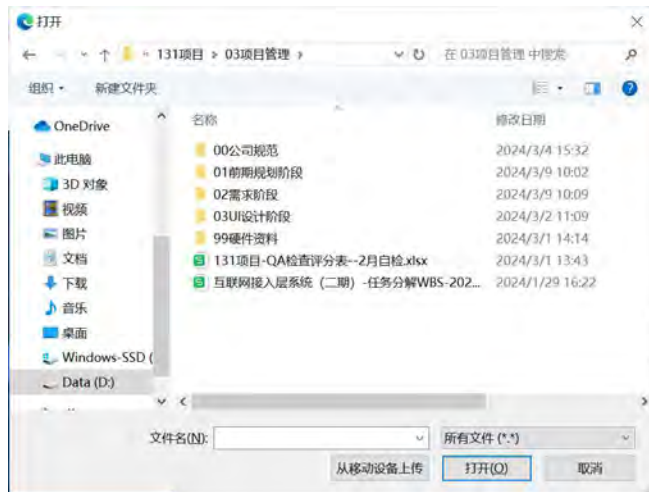 打开
131项目 > 03项目管理 >
在 03项目管理 中搜索
组织
新建文件夹
名称
修改日期
OneDrive
此电脑
3D 对象
视频
图片
文档
下载
音乐
桌面
Windows-SSD (
Data (D:)
00公司规范 2024/3/4 15:32
01前期规划阶段 2024/3/9 10:02
02需求阶段 2024/3/9 10:09
03UI设计阶段 2024/3/2 11:09
99硬件资料 2024/3/1 14:14
131项目-QA检查评分表--2月自检.xlsx 2024/3/1 13:43
互联网接入层系统（二期）-任务分解WBS-202... 2024/1/29 16:22
文件名(N):
所有文件 (*.*)
从移动设备上传
打开(O)
取消